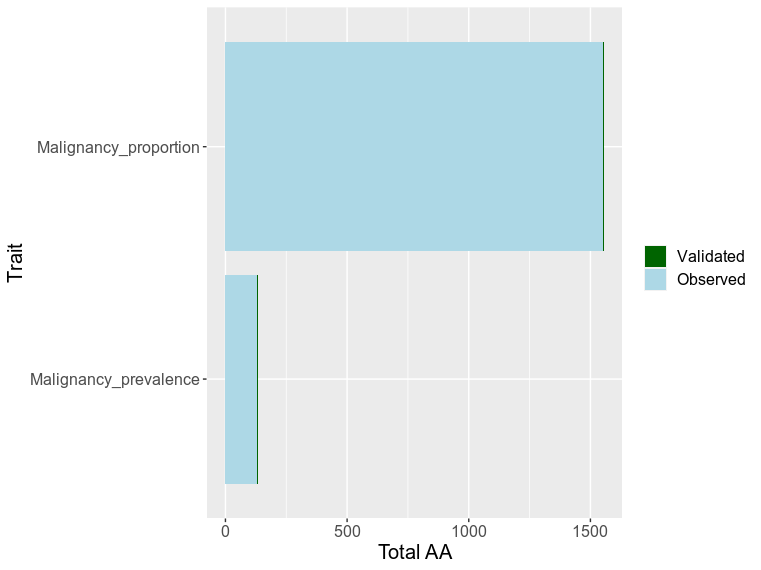 Trait
Malignancy_proportion
Malignancy_prevalence
0 500 1000 1500
Total AA
Validated
Observed